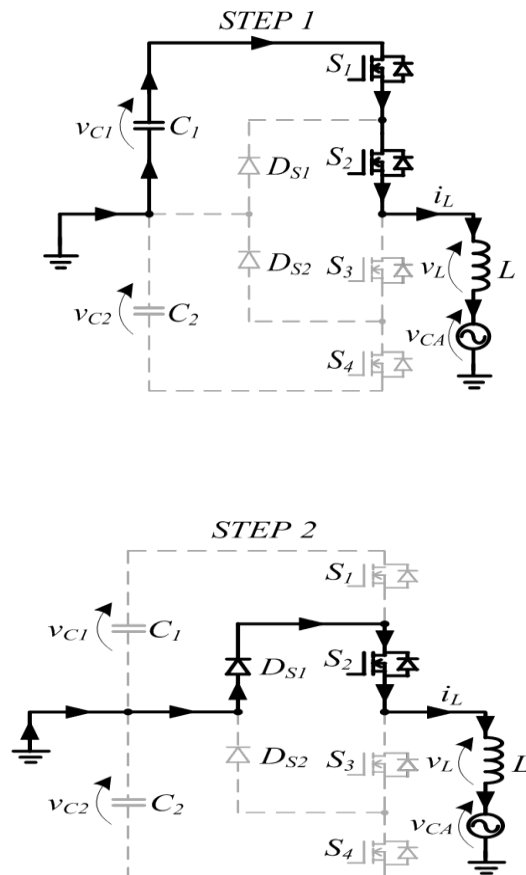 STEP 1
S1
vC1
C1
S2
DS1
iL
DS2
S3
vL
L
vC2
C2
vCA
S4
STEP 2
S1
vC1
C1
DS1
S2
iL
DS2
S3
vL
L
vC2
C2
vCA
S4